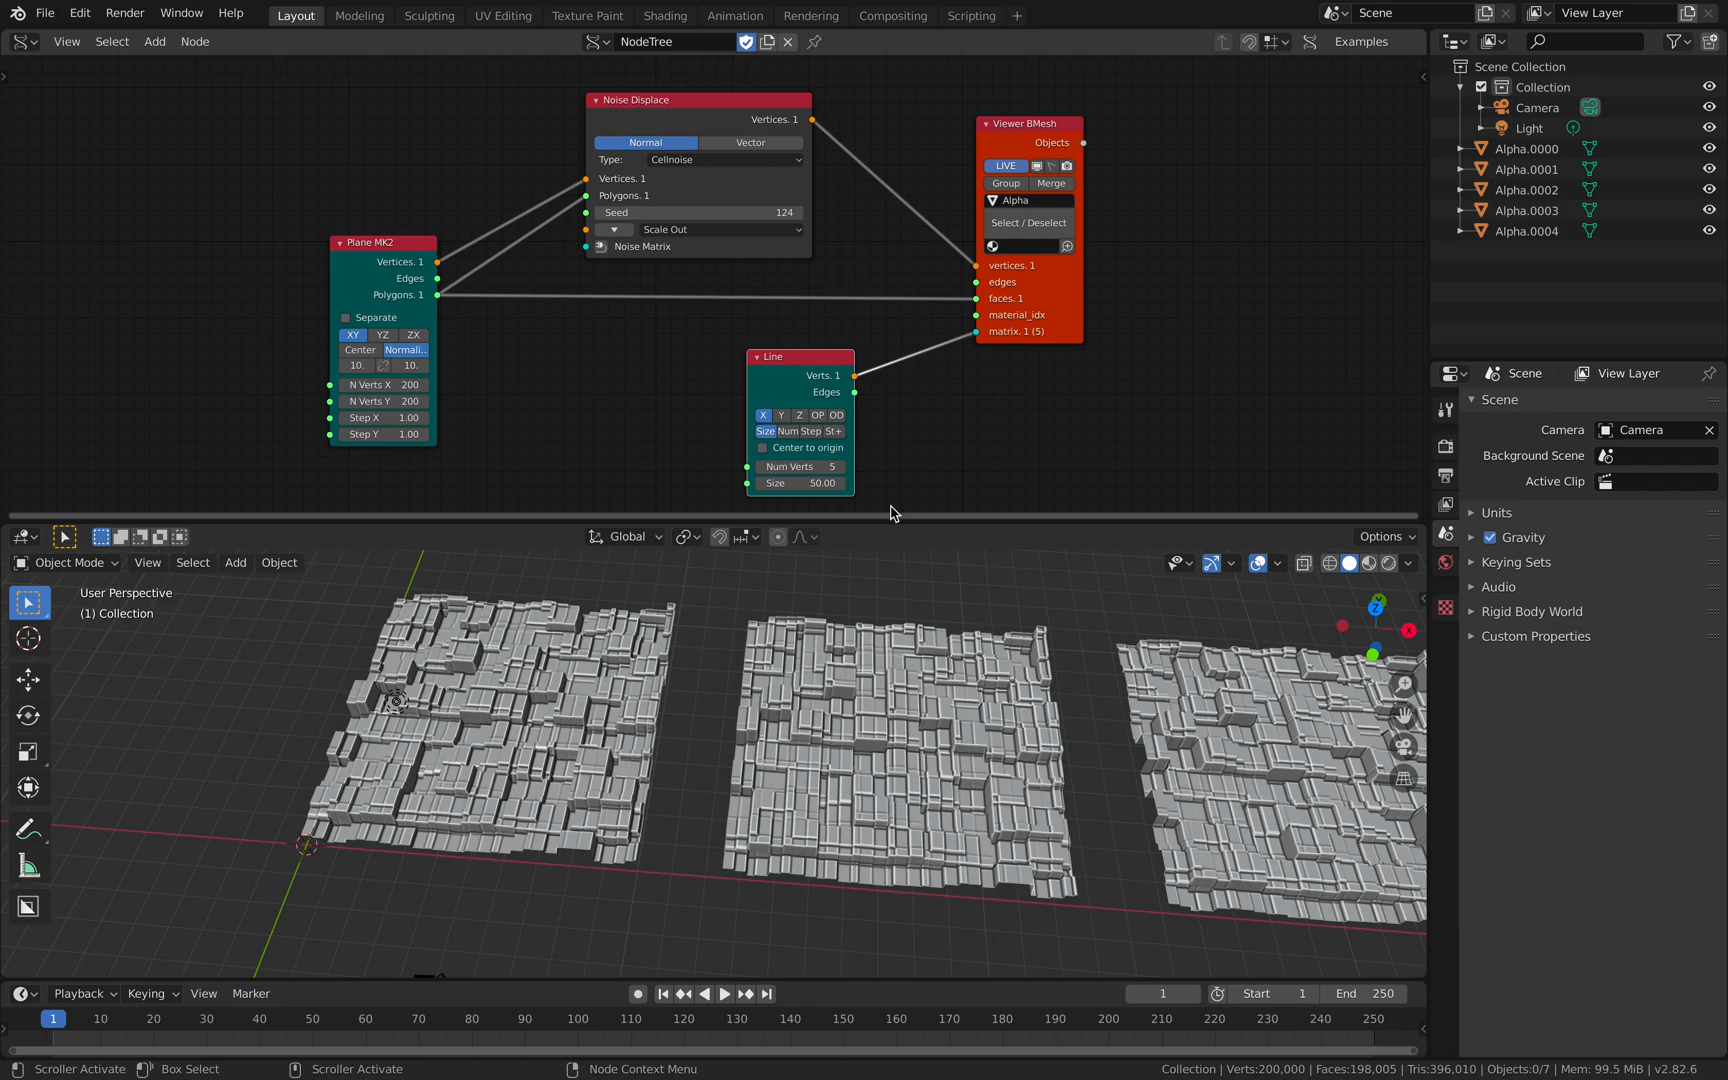 File Edit Render Window Help
Layout Modeling Sculpting UV Editing Texture Paint Shading Animation Rendering Compositing Scripting +
Scene
View Layer
View Select Add Node
NodeTree
Examples
Noise Displace
Vertices. 1
Normal Vector
Type: Cellnoise
Vertices. 1
Polygons. 1
Seed 124
Scale Out
Noise Matrix
Plane MK2
Vertices. 1
Edges
Polygons. 1
Separate
XY YZ ZX
Center Normali..
10. 10.
N Verts X 200
N Verts Y 200
Step X 1.00
Step Y 1.00
Viewer BMesh
Objects
LIVE
Group Merge
Alpha
Select / Deselect
vertices. 1
edges
faces. 1
material_idx
matrix. 1 (5)
Line
Verts. 1
Edges
X Y Z OP OD
Size Num Step St+
Center to origin
Num Verts 5
Size 50.00
Scene Collection
Collection
Camera
Light
Alpha.0000
Alpha.0001
Alpha.0002
Alpha.0003
Alpha.0004
Scene View Layer
Scene
Camera Camera
Background Scene
Active Clip
Units
Gravity
Keying Sets
Audio
Rigid Body World
Custom Properties
Global
Options
Object Mode View Select Add Object
User Perspective
(1) Collection
Z
Y
X
Playback Keying View Marker
1
Start 1
End 250
1 10 20 30 40 50 60 70 80 90 100 110 120 130 140 150 160 170 180 190 200 210 220 230 240 250
Scroller Activate Box Select Scroller Activate Node Context Menu
Collection | Verts:200,000 | Faces:198,005 | Tris:396,010 | Objects:0/7 | Mem: 99.5 MiB | v2.82.6